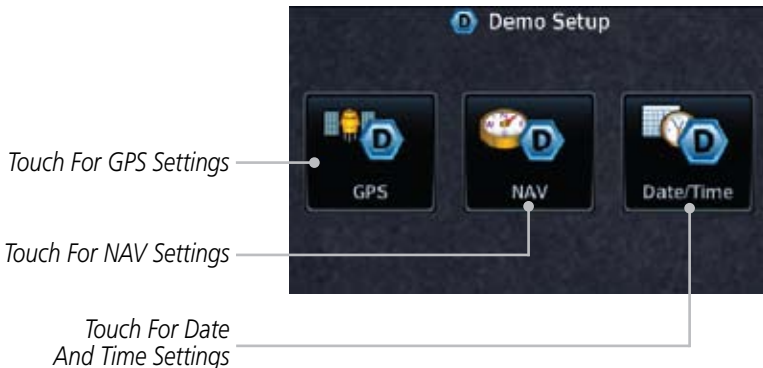 D Demo Setup
D
D
D
GPS
NAV
Date/Time
Touch For GPS Settings
Touch For NAV Settings
Touch For Date
And Time Settings